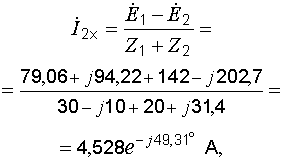 İ₂ₓ = (Ė₁ − Ė₂) / (Z₁ + Z₂) =
= (79,06 + j94,22 + 142 − j202,7) / (30 − j10 + 20 + j31,4) =
= 4,528e^(−j49,31°) A,